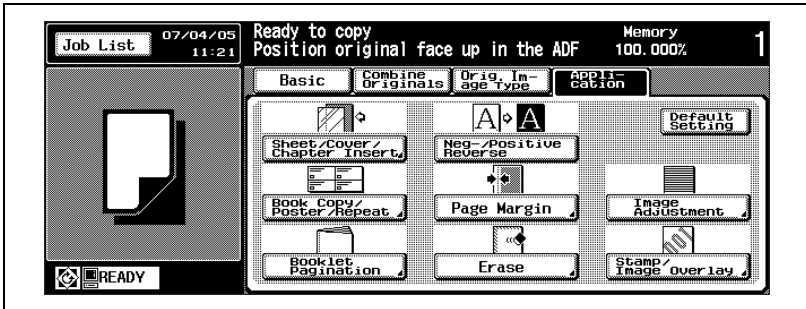 Job List
07/04/05
11:21
Ready to copy
Position original face up in the ADF
Memory
100.000%
1
Basic
Combine
Originals
Orig. Im-
age Type
Appli-
cation
A
A
Default
Setting
Sheet/Cover/
Chapter Insert
Neg-/Positive
Reverse
Book Copy/
Poster/Repeat
Page Margin
Image
Adjustment
001
Booklet
Pagination
Erase
Stamp/
Image Overlay
READY